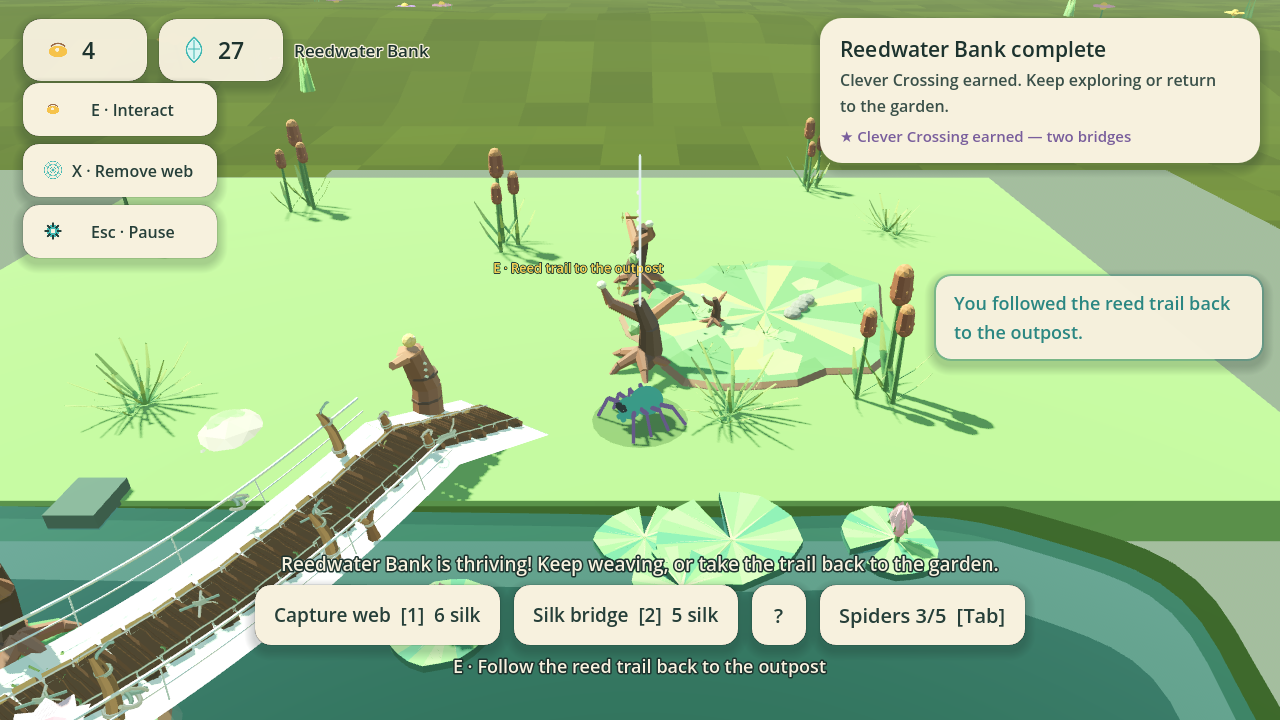 4
27
Reedwater Bank
E · Interact
X · Remove web
Esc · Pause
Reedwater Bank complete
Clever Crossing earned. Keep exploring or return
to the garden.
★ Clever Crossing earned — two bridges
E · Reed trail to the outpost
You followed the reed trail back
to the outpost.
Reedwater Bank is thriving! Keep weaving, or take the trail back to the garden.
Capture web [1] 6 silk
Silk bridge [2] 5 silk
?
Spiders 3/5 [Tab]
E · Follow the reed trail back to the outpost